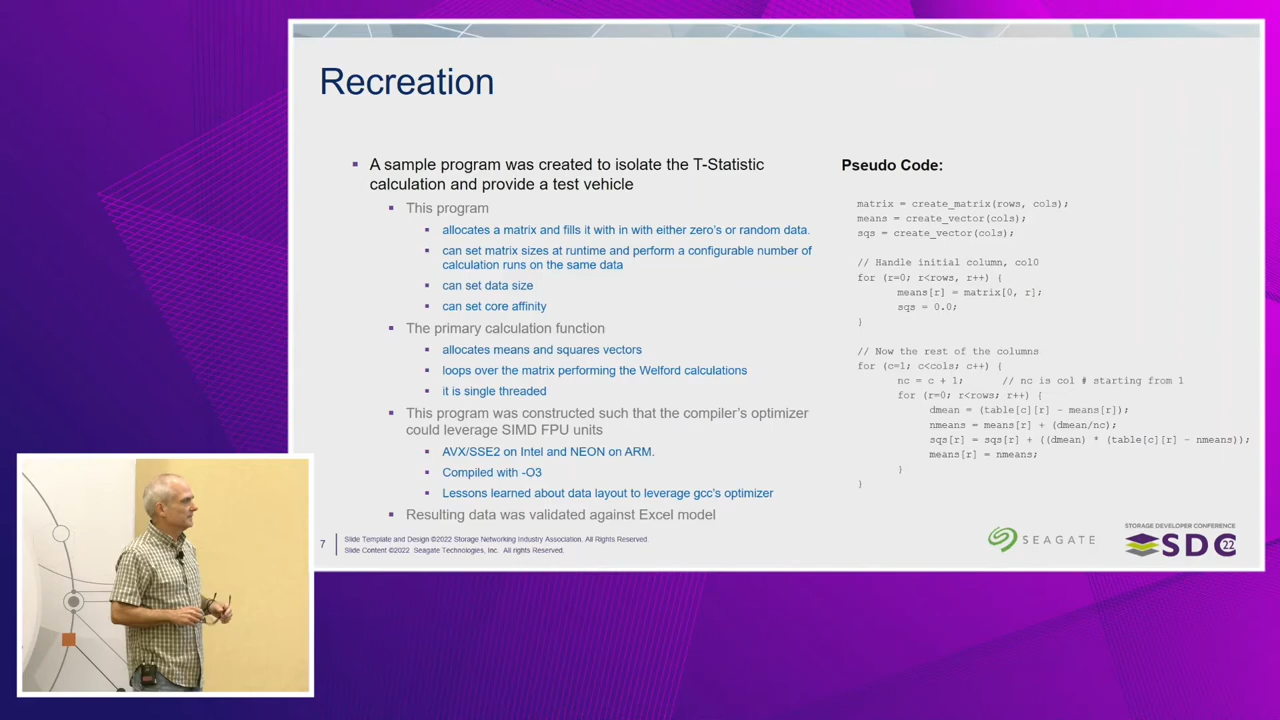 Recreation
A sample program was created to isolate the T-Statistic
calculation and provide a test vehicle
This program
allocates a matrix and fills it with in with either zero's or random data.
can set matrix sizes at runtime and perform a configurable number of
calculation runs on the same data
can set data size
can set core affinity
The primary calculation function
allocates means and squares vectors
loops over the matrix performing the Welford calculations
it is single threaded
This program was constructed such that the compiler's optimizer
could leverage SIMD FPU units
AVX/SSE2 on Intel and NEON on ARM.
Compiled with -O3
Lessons learned about data layout to leverage gcc's optimizer
Resulting data was validated against Excel model
Pseudo Code:
matrix = create_matrix(rows, cols);
means = create_vector(cols);
sqs = create_vector(cols);
// Handle initial column, col0
for (r=0; r<rows, r++) {
means[r] = matrix[0, r];
sqs = 0.0;
}
// Now the rest of the columns
for (c=1; c<cols; c++) {
nc = c + 1; // nc is col # starting from 1
for (r=0; r<rows; r++) {
dmean = (table[c][r] - means[r]);
nmeans = means[r] + (dmean/nc);
sqs[r] = sqs[r] + ((dmean) * (table[c][r] - nmeans));
means[r] = nmeans;
}
}
7
Slide Template and Design ©2022 Storage Networking Industry Association. All Rights Reserved.
Slide Content ©2022 Seagate Technologies, Inc. All rights Reserved.
SEAGATE
STORAGE DEVELOPER CONFERENCE
SDC 22